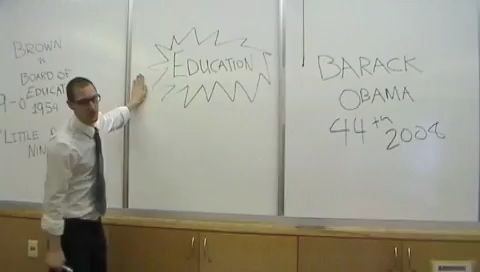 BROWN
v.
BOARD OF
EDUCAT
9-0 1954
LITTLE
NIN
EDUCATION
BARACK
OBAMA
44th
2008